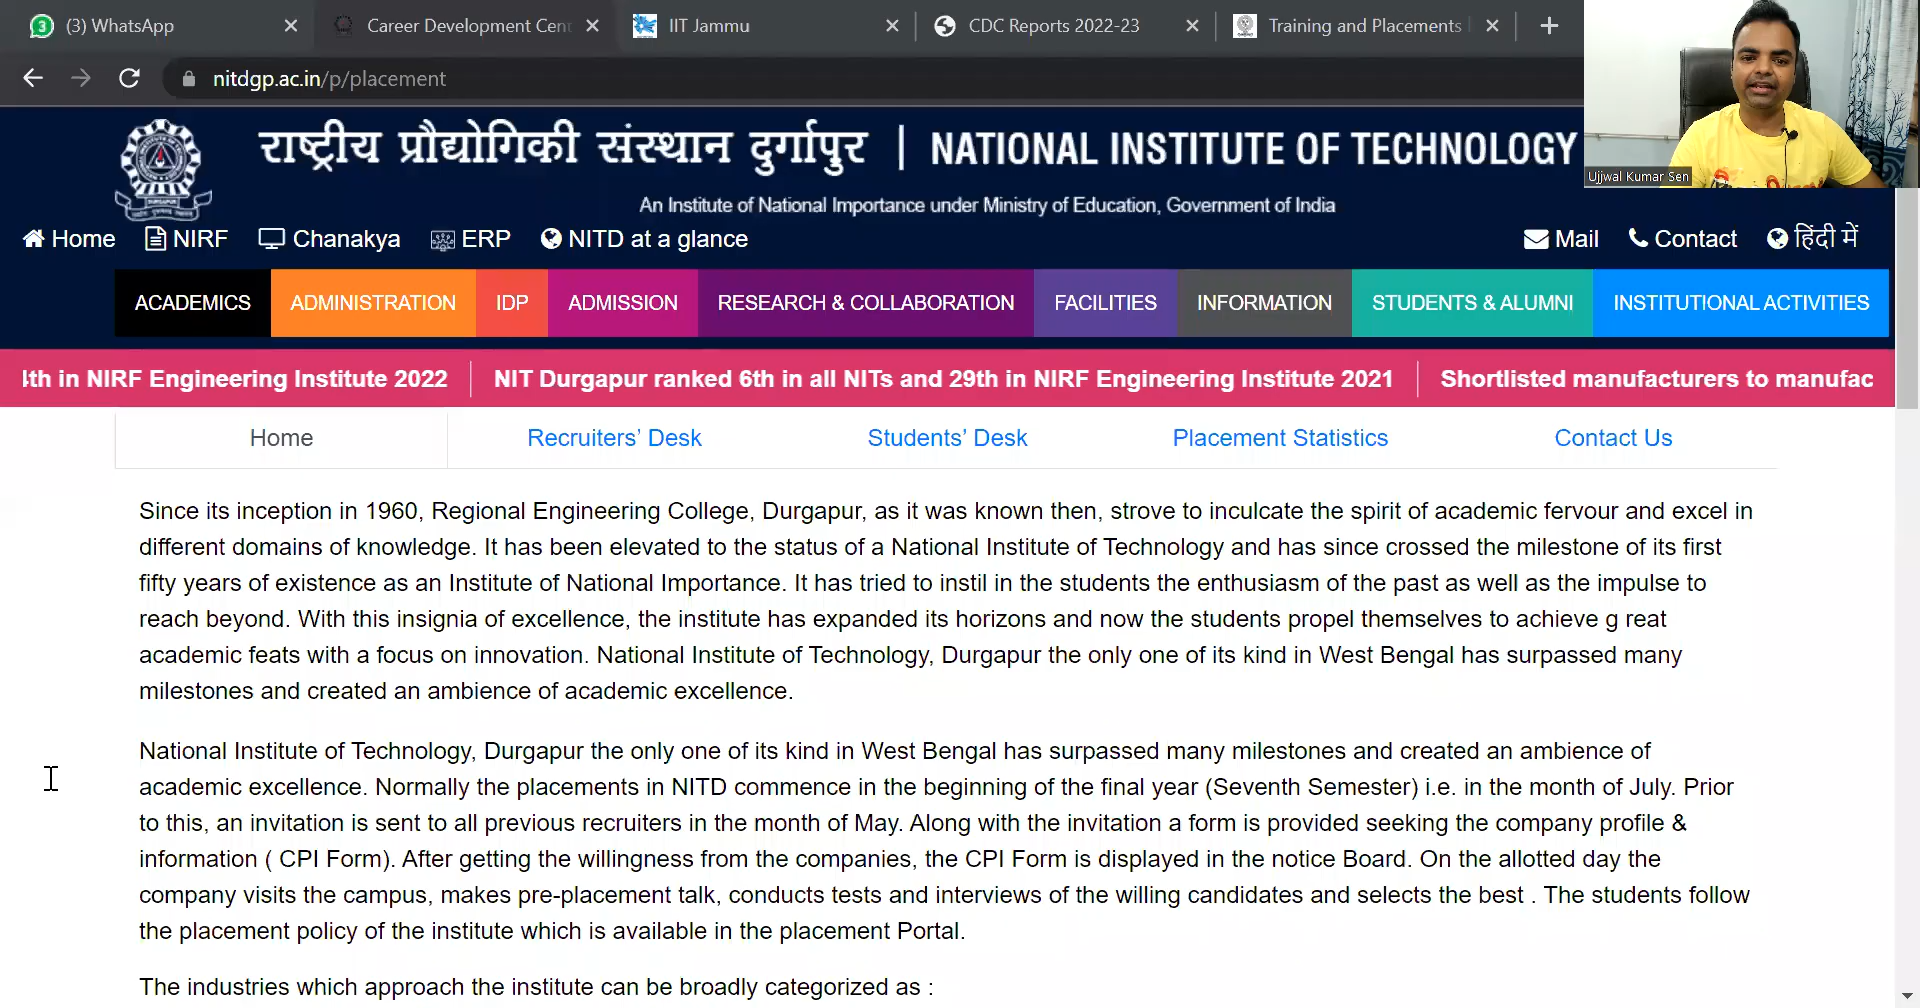 (3) WhatsApp
Career Development Cen
IIT Jammu
CDC Reports 2022-23
Training and Placements
nitdgp.ac.in/p/placement
Ujjwal Kumar Sen
राष्ट्रीय प्रौद्योगिकी संस्थान दुर्गापुर | NATIONAL INSTITUTE OF TECHNOLOGY
An Institute of National Importance under Ministry of Education, Government of India
Home NIRF Chanakya ERP NITD at a glance Mail Contact हिंदी में
ACADEMICS ADMINISTRATION IDP ADMISSION RESEARCH & COLLABORATION FACILITIES INFORMATION STUDENTS & ALUMNI INSTITUTIONAL ACTIVITIES
th in NIRF Engineering Institute 2022 NIT Durgapur ranked 6th in all NITs and 29th in NIRF Engineering Institute 2021 Shortlisted manufacturers to manufac
Home Recruiters’ Desk Students’ Desk Placement Statistics Contact Us
Since its inception in 1960, Regional Engineering College, Durgapur, as it was known then, strove to inculcate the spirit of academic fervour and excel in
different domains of knowledge. It has been elevated to the status of a National Institute of Technology and has since crossed the milestone of its first
fifty years of existence as an Institute of National Importance. It has tried to instil in the students the enthusiasm of the past as well as the impulse to
reach beyond. With this insignia of excellence, the institute has expanded its horizons and now the students propel themselves to achieve g reat
academic feats with a focus on innovation. National Institute of Technology, Durgapur the only one of its kind in West Bengal has surpassed many
milestones and created an ambience of academic excellence.
National Institute of Technology, Durgapur the only one of its kind in West Bengal has surpassed many milestones and created an ambience of
academic excellence. Normally the placements in NITD commence in the beginning of the final year (Seventh Semester) i.e. in the month of July. Prior
to this, an invitation is sent to all previous recruiters in the month of May. Along with the invitation a form is provided seeking the company profile &
information ( CPI Form). After getting the willingness from the companies, the CPI Form is displayed in the notice Board. On the allotted day the
company visits the campus, makes pre-placement talk, conducts tests and interviews of the willing candidates and selects the best . The students follow
the placement policy of the institute which is available in the placement Portal.
The industries which approach the institute can be broadly categorized as :